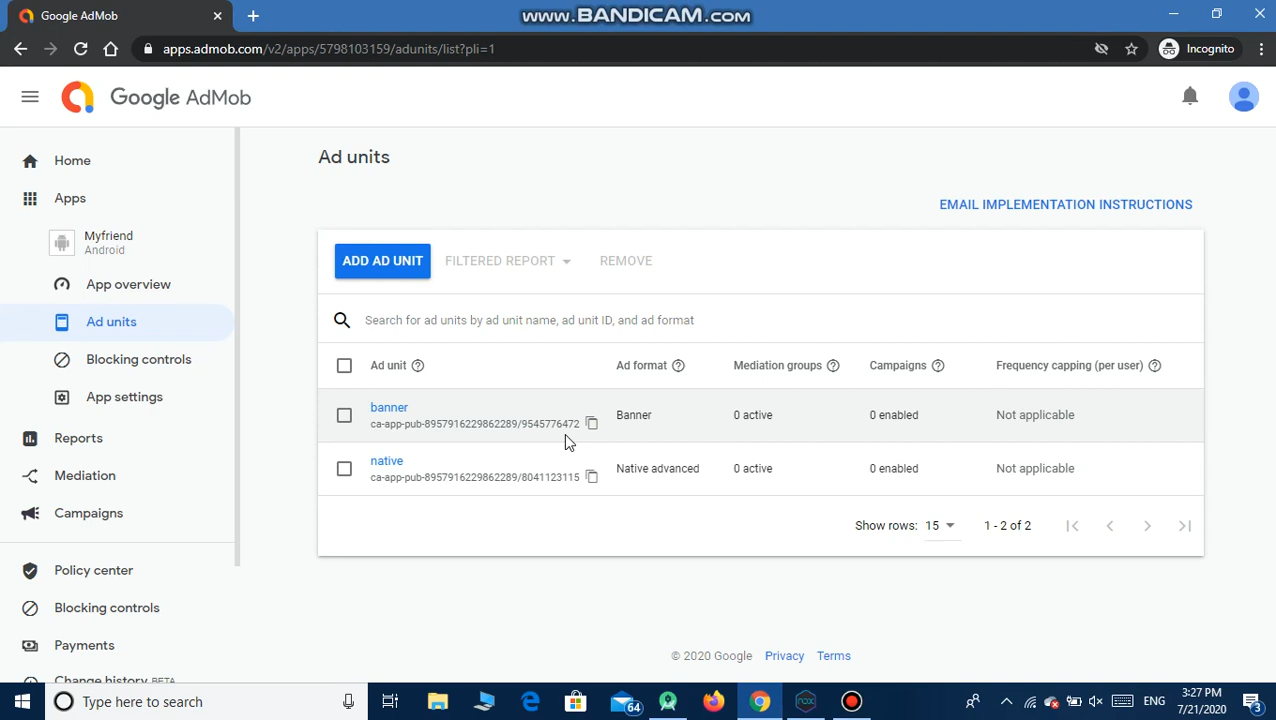 Google AdMob
www.BANDICAM.com
apps.admob.com/v2/apps/5798103159/adunits/list?pli=1
Incognito
Google AdMob
Home
Apps
Myfriend
Android
App overview
Ad units
Blocking controls
App settings
Reports
Mediation
Campaigns
Policy center
Blocking controls
Payments
Change history BETA
Ad units
EMAIL IMPLEMENTATION INSTRUCTIONS
ADD AD UNIT FILTERED REPORT REMOVE
Search for ad units by ad unit name, ad unit ID, and ad format
Ad unit Ad format Mediation groups Campaigns Frequency capping (per user)
banner
ca-app-pub-8957916229862289/9545776472 Banner 0 active 0 enabled Not applicable
native
ca-app-pub-8957916229862289/8041123115 Native advanced 0 active 0 enabled Not applicable
Show rows: 15 1 - 2 of 2
© 2020 Google Privacy Terms
Type here to search
64
nox
ENG
3:27 PM
7/21/2020
3